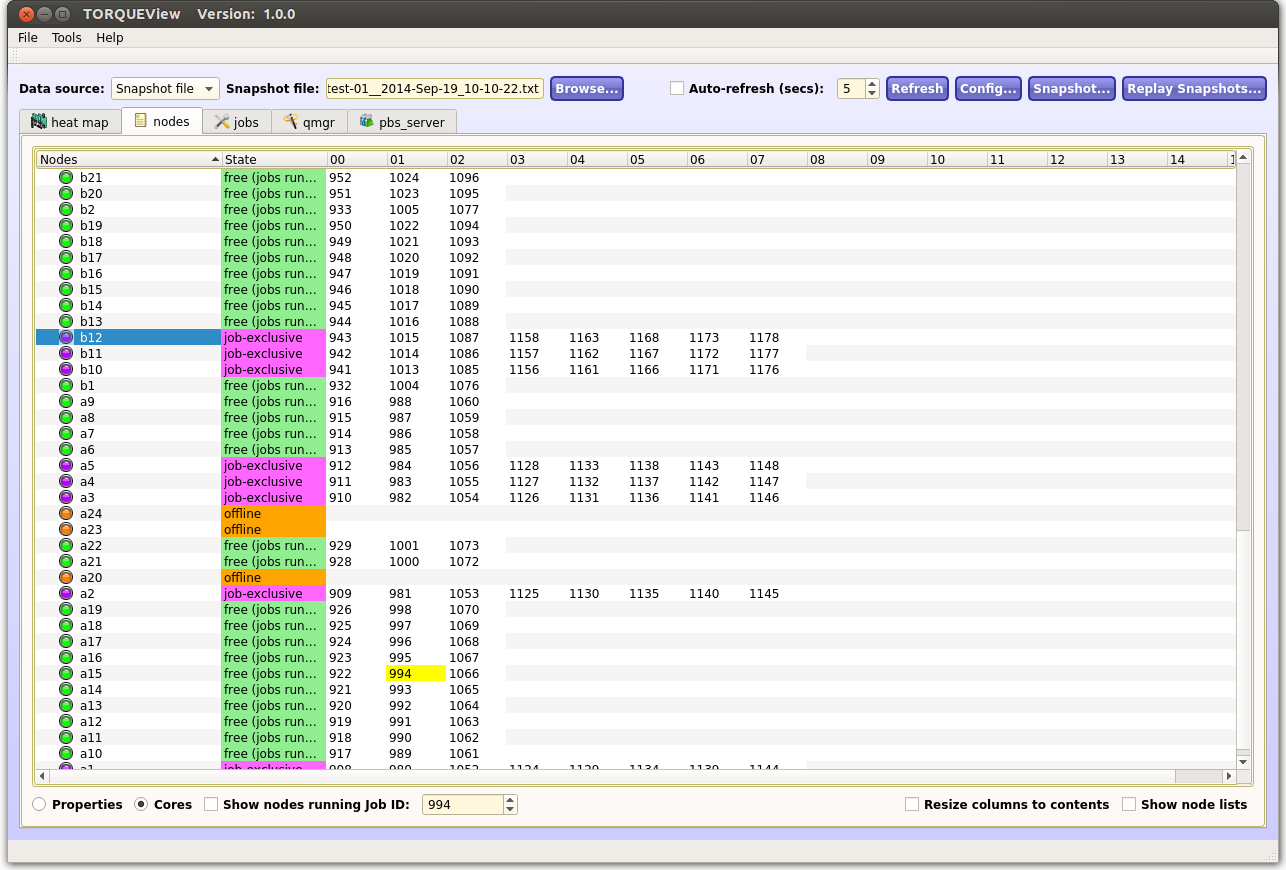 TORQUEView Version: 1.0.0
File Tools Help
Data source: Snapshot file Snapshot file: test-01__2014-Sep-19_10-10-22.txt Browse... Auto-refresh (secs): 5 Refresh Config... Snapshot... Replay Snapshots...
heat map nodes jobs qmgr pbs_server
Nodes State 00 01 02 03 04 05 06 07 08 09 10 11 12 13 14
b21 free (jobs run... 952 1024 1096
b20 free (jobs run... 951 1023 1095
b2 free (jobs run... 933 1005 1077
b19 free (jobs run... 950 1022 1094
b18 free (jobs run... 949 1021 1093
b17 free (jobs run... 948 1020 1092
b16 free (jobs run... 947 1019 1091
b15 free (jobs run... 946 1018 1090
b14 free (jobs run... 945 1017 1089
b13 free (jobs run... 944 1016 1088
b12 job-exclusive 943 1015 1087 1158 1163 1168 1173 1178
b11 job-exclusive 942 1014 1086 1157 1162 1167 1172 1177
b10 job-exclusive 941 1013 1085 1156 1161 1166 1171 1176
b1 free (jobs run... 932 1004 1076
a9 free (jobs run... 916 988 1060
a8 free (jobs run... 915 987 1059
a7 free (jobs run... 914 986 1058
a6 free (jobs run... 913 985 1057
a5 job-exclusive 912 984 1056 1128 1133 1138 1143 1148
a4 job-exclusive 911 983 1055 1127 1132 1137 1142 1147
a3 job-exclusive 910 982 1054 1126 1131 1136 1141 1146
a24 offline
a23 offline
a22 free (jobs run... 929 1001 1073
a21 free (jobs run... 928 1000 1072
a20 offline
a2 job-exclusive 909 981 1053 1125 1130 1135 1140 1145
a19 free (jobs run... 926 998 1070
a18 free (jobs run... 925 997 1069
a17 free (jobs run... 924 996 1068
a16 free (jobs run... 923 995 1067
a15 free (jobs run... 922 994 1066
a14 free (jobs run... 921 993 1065
a13 free (jobs run... 920 992 1064
a12 free (jobs run... 919 991 1063
a11 free (jobs run... 918 990 1062
a10 free (jobs run... 917 989 1061
a1 job-exclusive 908 980 1052 1124 1129 1134 1139 1144
Properties Cores Show nodes running Job ID: 994 Resize columns to contents Show node lists